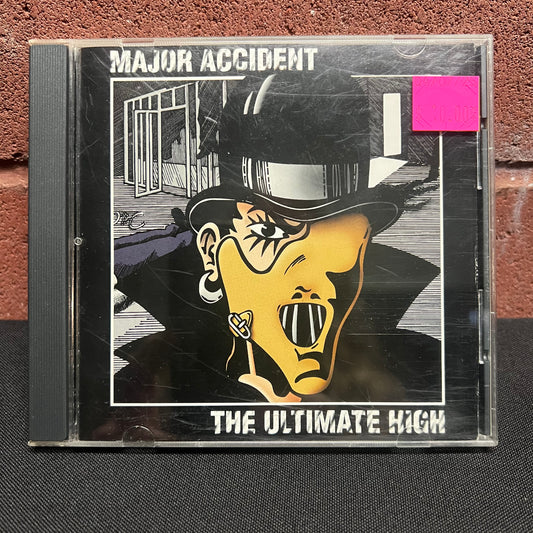 MAJOR ACCIDENT
THE ULTIMATE HIGH